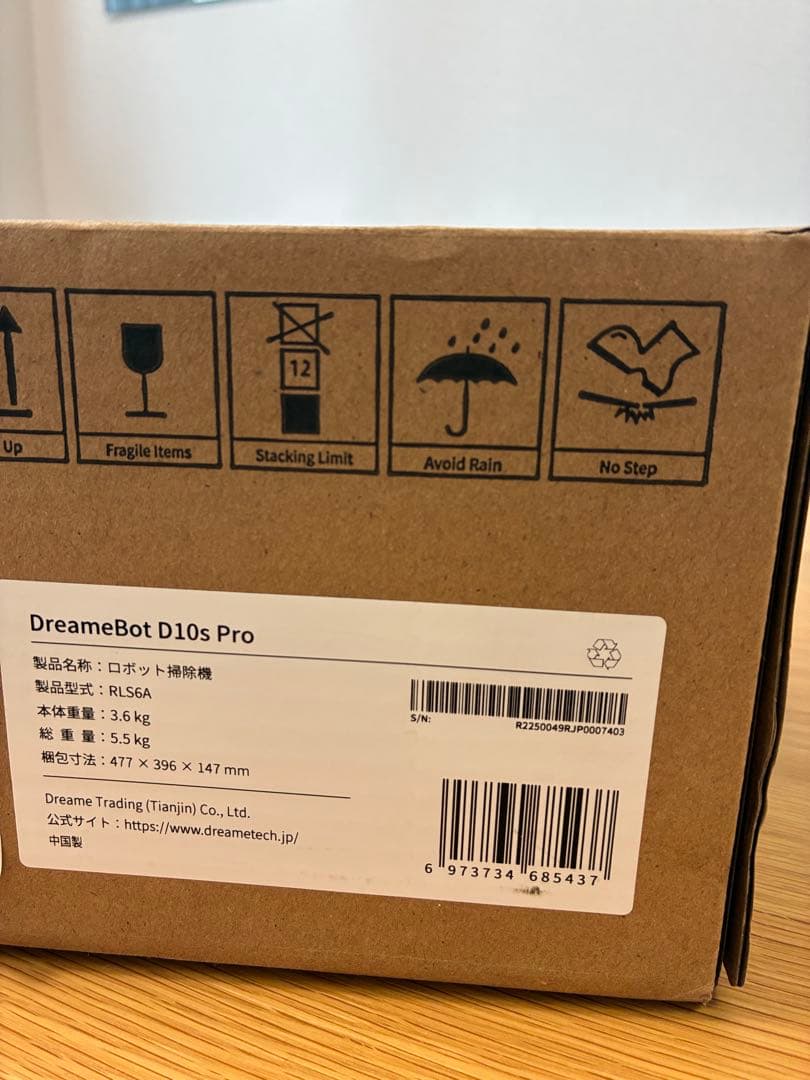 Up
Fragile Items
12
Stacking Limit
Avoid Rain
No Step
DreameBot D10s Pro
製品名称：ロボット掃除機
製品型式：RLS6A
本体重量：3.6 kg
総 重 量：5.5 kg
梱包寸法：477 × 396 × 147 mm
Dreame Trading (Tianjin) Co., Ltd.
公式サイト：https://www.dreametech.jp/
中国製
S/N:
R2250049RJP0007403
6 973734 685437